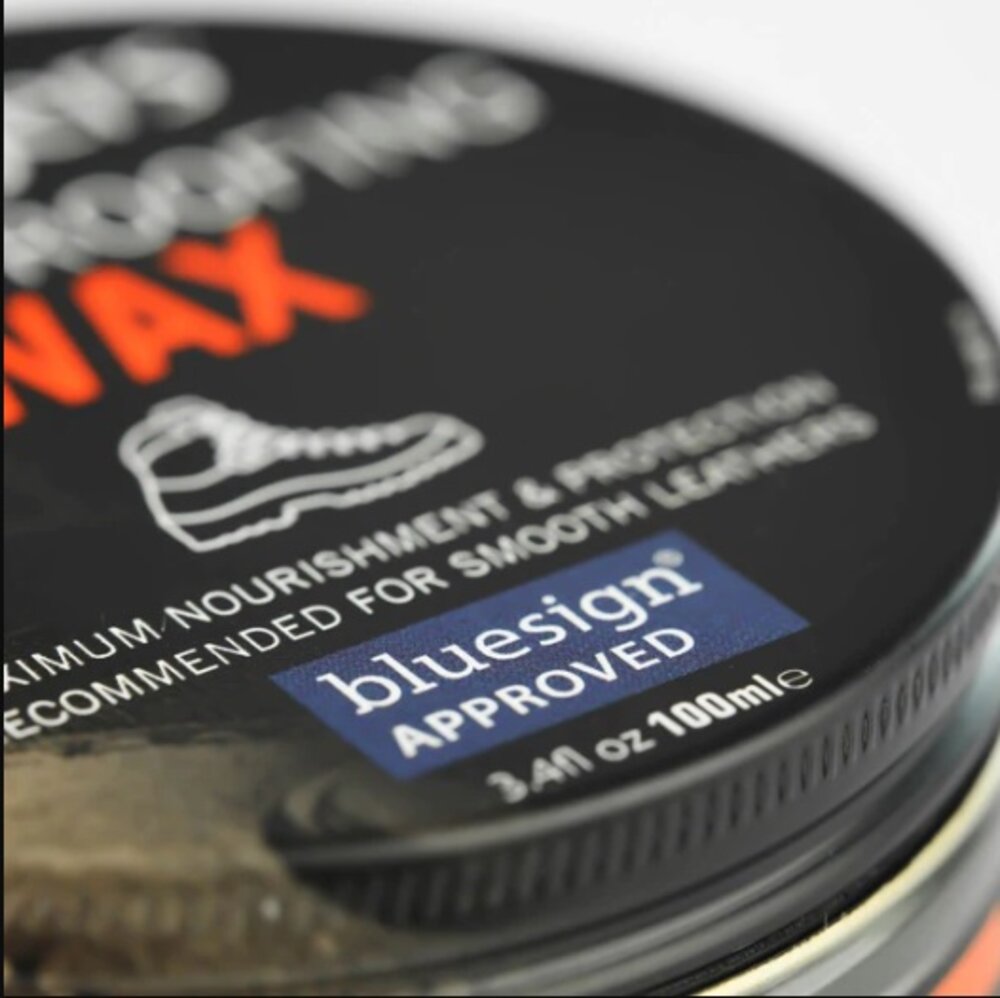 WAX
XIMUM NOURISHMENT & PROTECTION
ECOMMENDED FOR SMOOTH LEATHERS
bluesign®
APPROVED
3.4fl oz 100ml℮